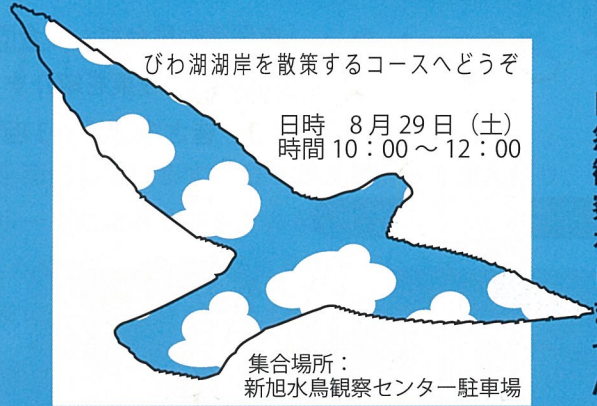 びわ湖湖岸を散策するコースへどうぞ
日時　8月29日（土）
時間 10：00～12：00
集合場所：
新旭水鳥観察センター駐車場